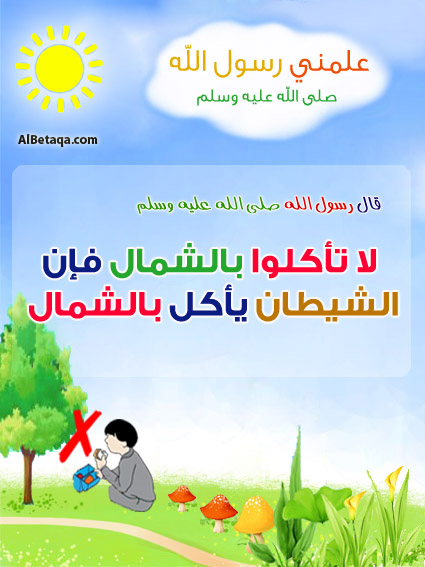 علمني رسول الله
صلى الله عليه وسلم
AlBetaqa.com
قال رسول الله صلى الله عليه وسلم
لا تأكلوا بالشمال فإن
الشيطان يأكل بالشمال